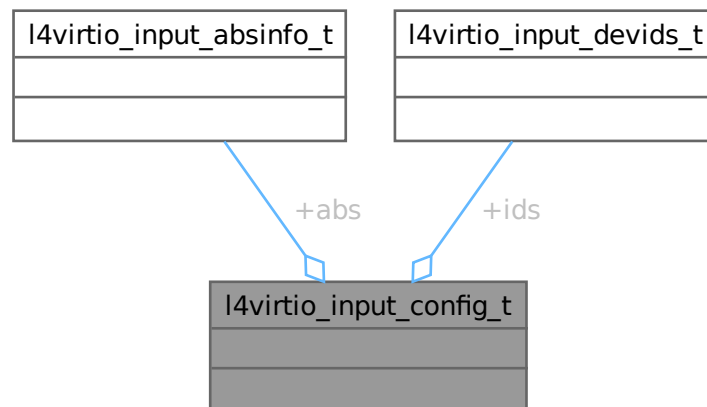 l4virtio_input_absinfo_t
l4virtio_input_devids_t
+abs
+ids
l4virtio_input_config_t